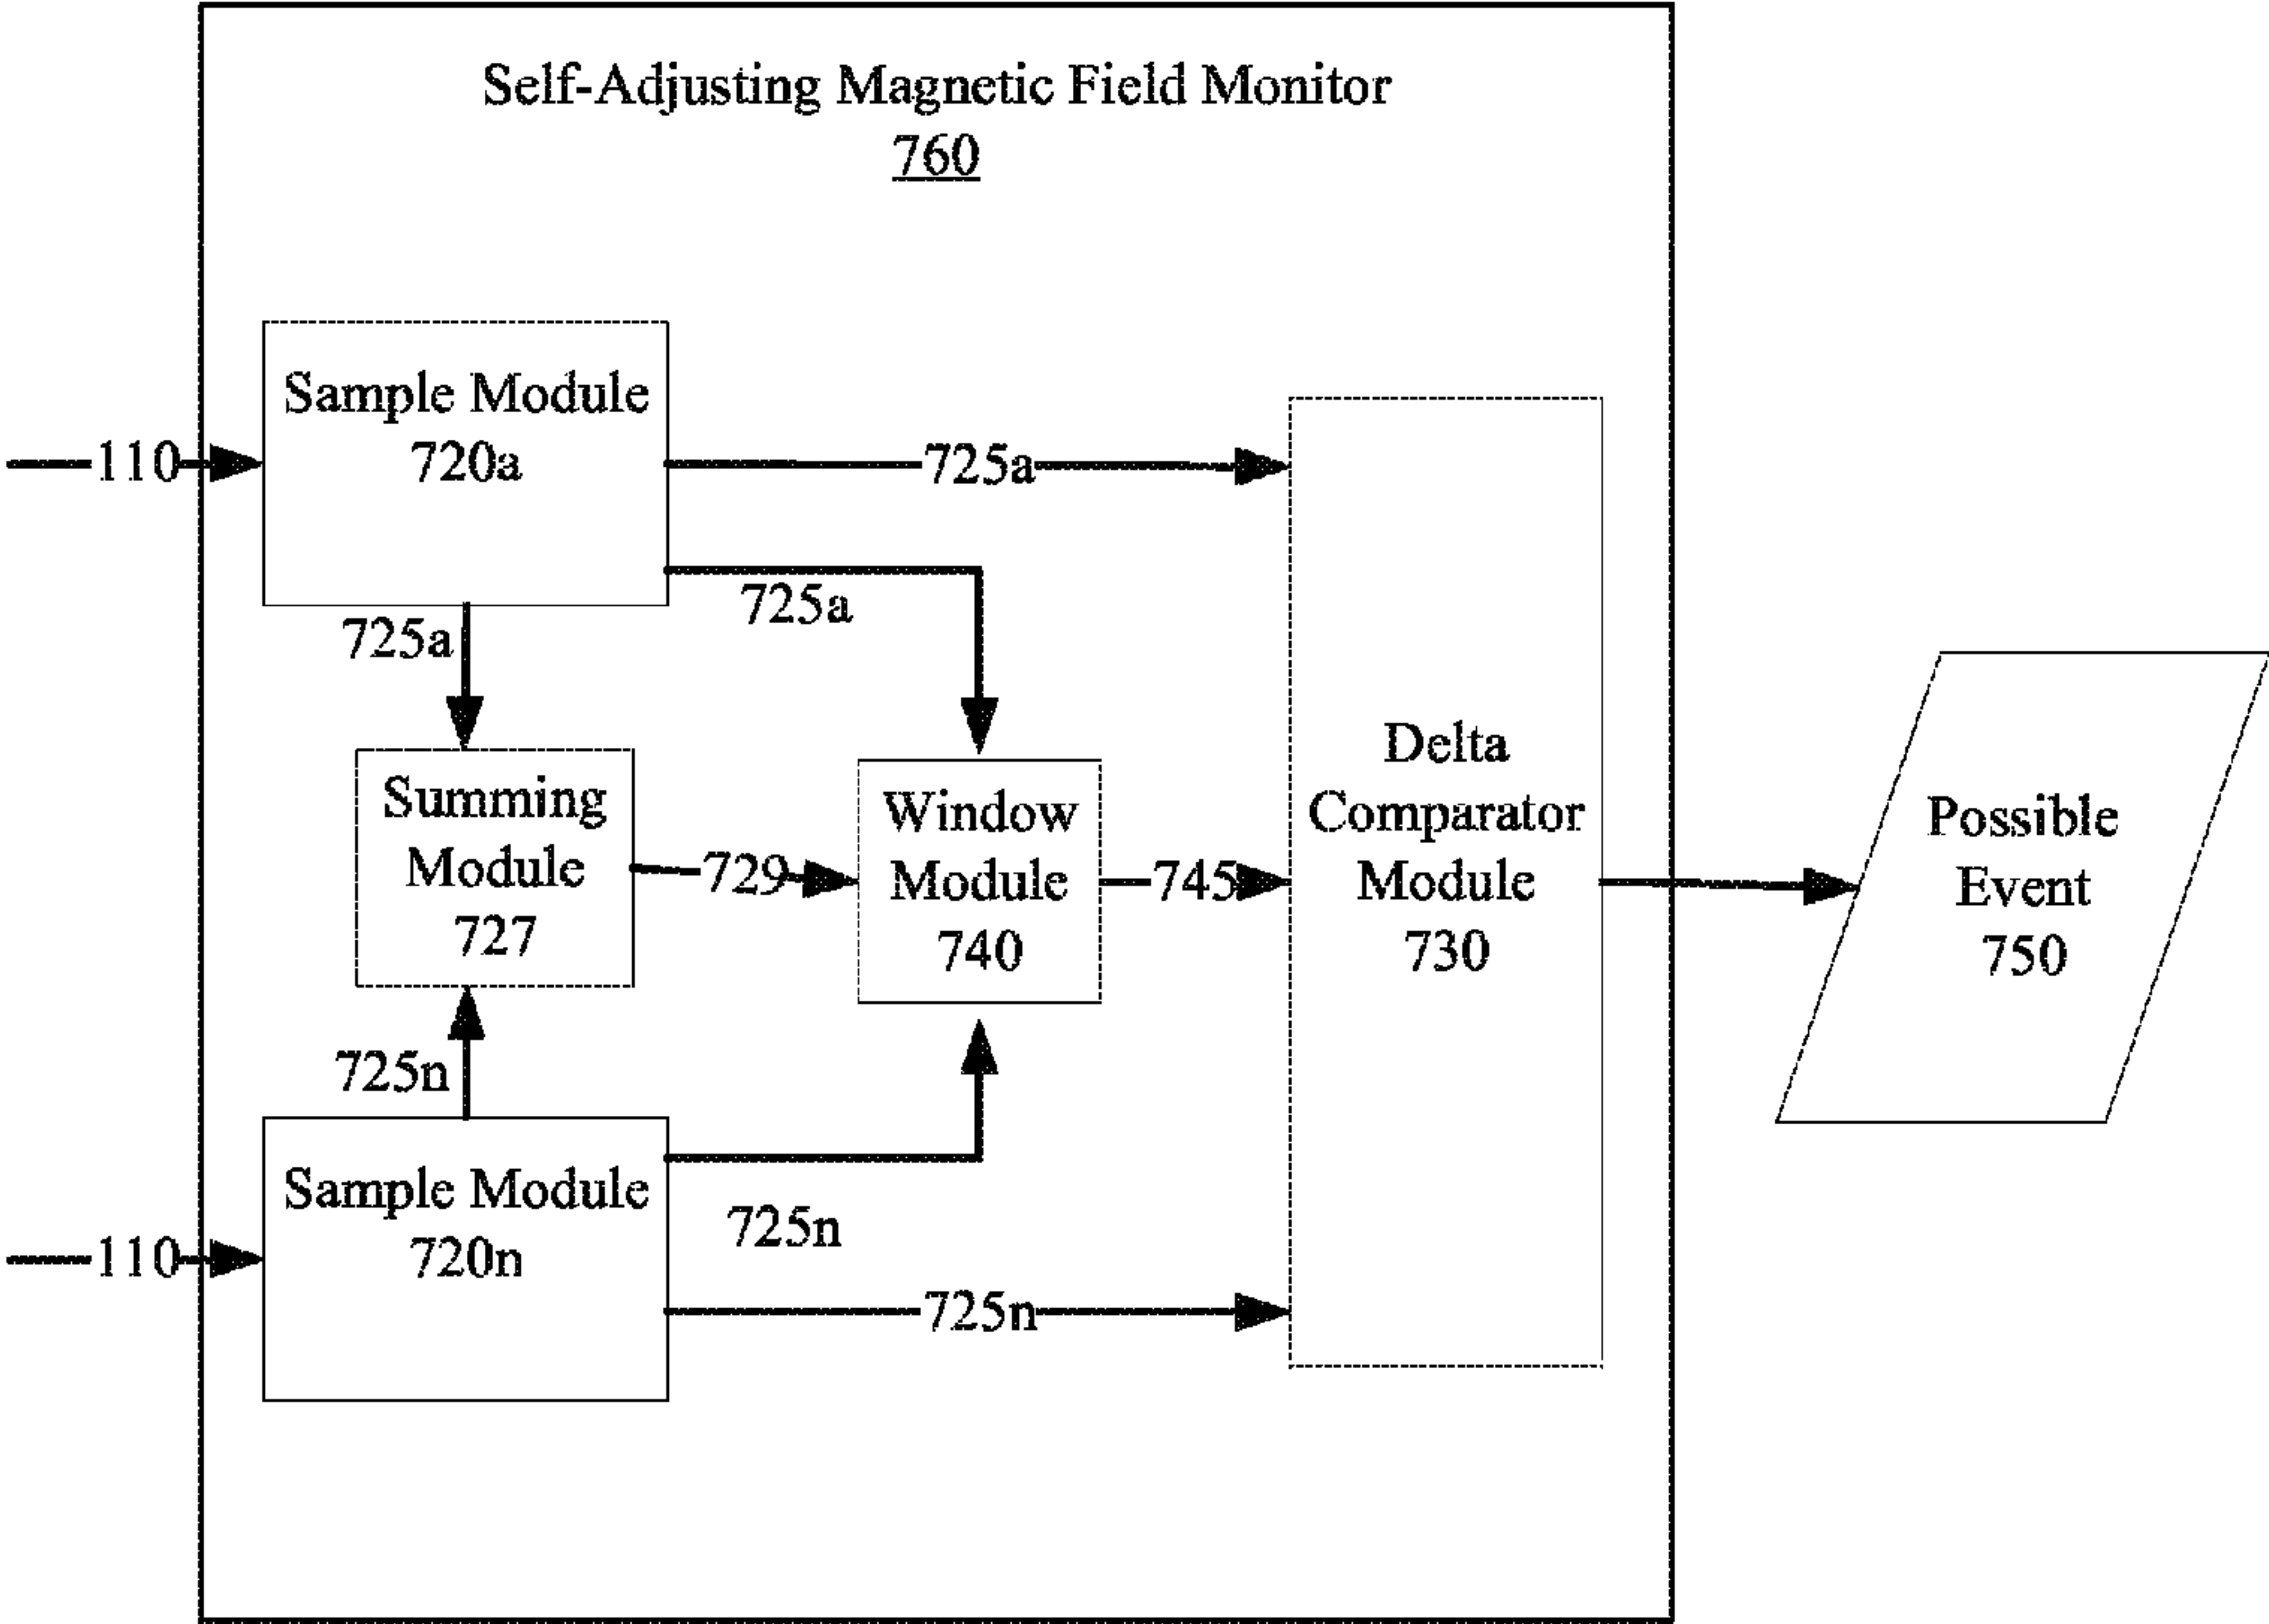 Self-Adjusting Magnetic Field Monitor
760
Sample Module
720a
110
725a
725a
725a
Summing
Module
727
729
Window
Module
740
745
Delta
Comparator
Module
730
Possible
Event
750
725n
Sample Module
720n
110
725n
725n